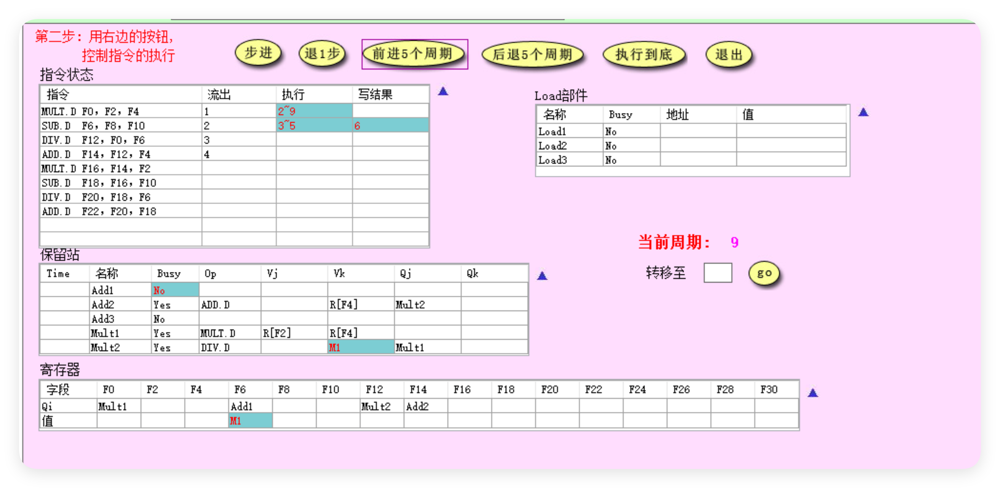 第二步：用右边的按钮，
控制指令的执行
步进 退1步 前进5个周期 后退5个周期 执行到底 退出
指令状态
指令 流出 执行 写结果
MULT.D F0，F2，F4 1 2~9
SUB.D F6，F8，F10 2 3~5 6
DIV.D F12，F0，F6 3
ADD.D F14，F12，F4 4
MULT.D F16，F14，F2
SUB.D F18，F16，F10
DIV.D F20，F18，F6
ADD.D F22，F20，F18
Load部件
名称 Busy 地址 值
Load1 No
Load2 No
Load3 No
当前周期： 9
转移至 go
保留站
Time 名称 Busy Op Vj Vk Qj Qk
Add1 No
Add2 Yes ADD.D R[F4] Mult2
Add3 No
Mult1 Yes MULT.D R[F2] R[F4]
Mult2 Yes DIV.D M1 Mult1
寄存器
字段 F0 F2 F4 F6 F8 F10 F12 F14 F16 F18 F20 F22 F24 F26 F28 F30
Qi Mult1 Add1 Mult2 Add2
值 M1